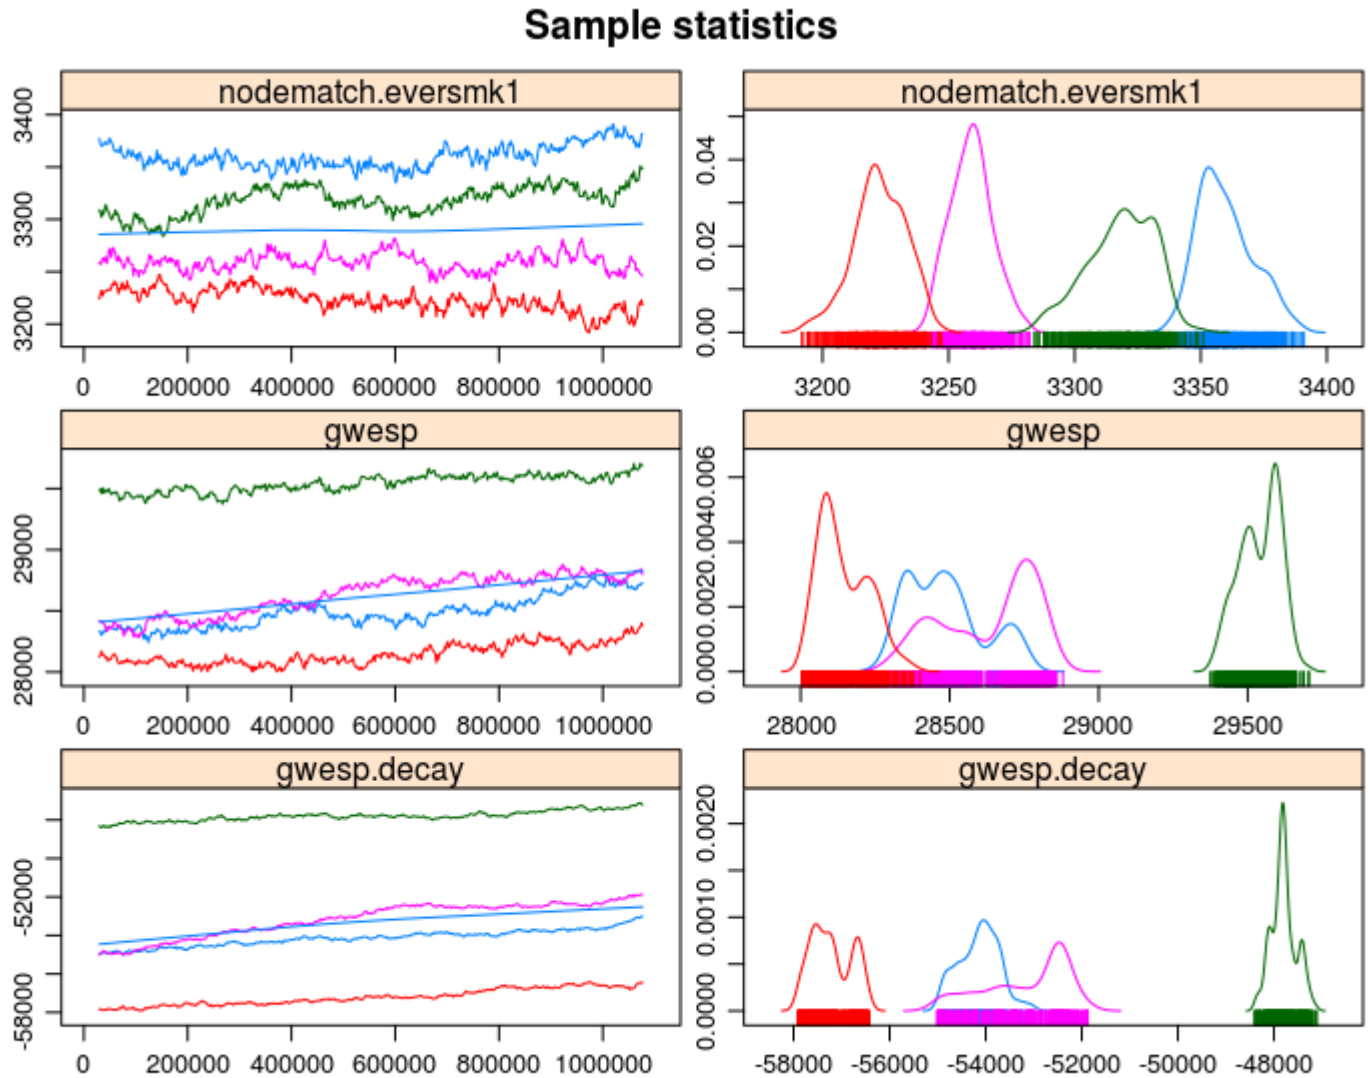 Sample statistics
nodematch.eversmk1
nodematch.eversmk1
3200 3300 3400
0.00 0.02 0.04
0 200000 400000 600000 800000 1000000
3200 3250 3300 3350 3400
gwesp
gwesp
28000 29000
0.000 0.002 0.004 0.006
0 200000 400000 600000 800000 1000000
28000 28500 29000 29500
gwesp.decay
gwesp.decay
-58000 -52000
0.0000 0.0010 0.0020
0 200000 400000 600000 800000 1000000
-58000 -56000 -54000 -52000 -50000 -48000